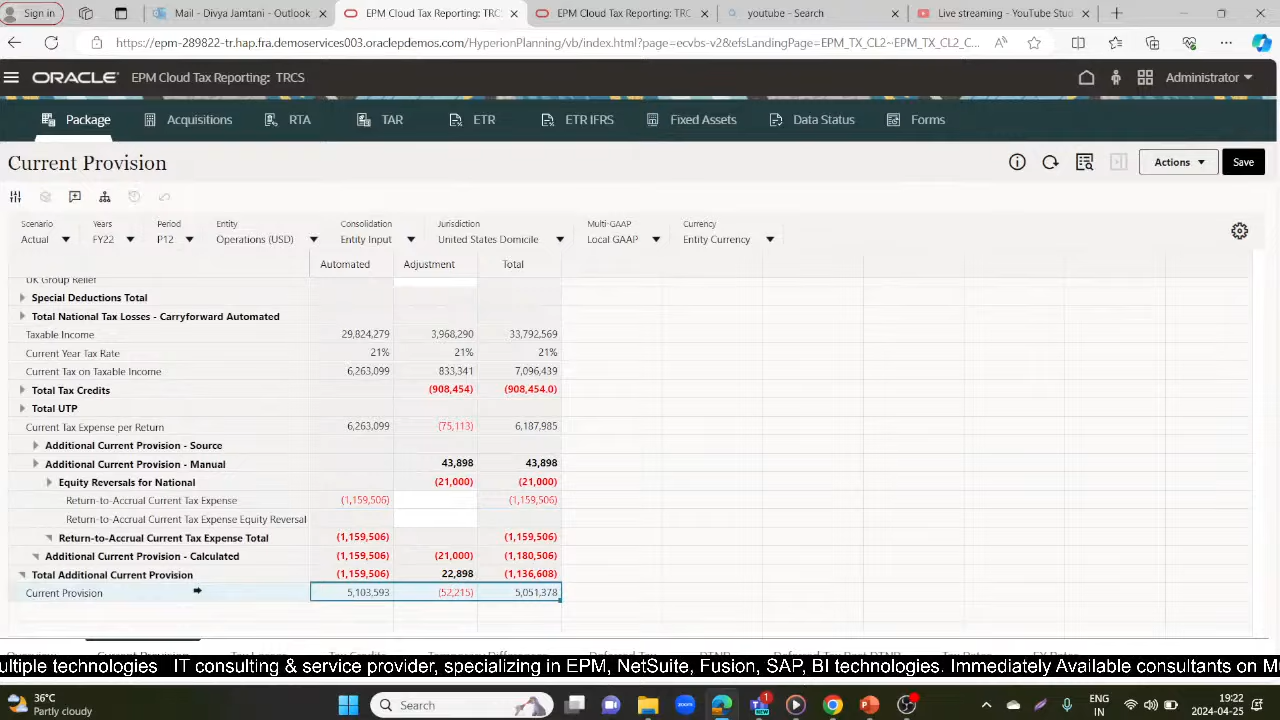 Sign in
Mail - Divya Jamtani - Outlook
EPM Cloud Tax Reporting: TRCS
EPM Cloud Tax Reporting: TRC
youtube - Search
Live streaming - YouTube Stud
https://epm-289822-tr.hap.fra.demoservices003.oraclepdemos.com/HyperionPlanning/vb/index.html?page=ecvbs-v2&efsLandingPage=EPM_TX_CL2~EPM_TX_CL2_C...
ORACLE EPM Cloud Tax Reporting: TRCS Administrator
Package Acquisitions RTA TAR ETR ETR IFRS Fixed Assets Data Status Forms
Current Provision Actions Save
Scenario Years Period Entity Consolidation Jurisdiction Multi-GAAP Currency
Actual FY22 P12 Operations (USD) Entity Input United States Domicile Local GAAP Entity Currency
Automated Adjustment Total
UK Group Relief
Special Deductions Total
Total National Tax Losses - Carryforward Automated
Taxable Income 29,824,279 3,968,290 33,792,569
Current Year Tax Rate 21% 21% 21%
Current Tax on Taxable Income 6,263,099 833,341 7,096,439
Total Tax Credits (908,454) (908,454.0)
Total UTP
Current Tax Expense per Return 6,263,099 (75,113) 6,187,985
Additional Current Provision - Source
Additional Current Provision - Manual 43,898 43,898
Equity Reversals for National (21,000) (21,000)
Return-to-Accrual Current Tax Expense (1,159,506) (1,159,506)
Return-to-Accrual Current Tax Expense Equity Reversal
Return-to-Accrual Current Tax Expense Total (1,159,506) (1,159,506)
Additional Current Provision - Calculated (1,159,506) (21,000) (1,180,506)
Total Additional Current Provision (1,159,506) 22,898 (1,136,608)
Current Provision 5,103,593 (52,215) 5,051,378
ultiple technologies IT consulting & service provider, specializing in EPM, NetSuite, Fusion, SAP, BI technologies. Immediately Available consultants on M
36°C
Partly cloudy
Search
1
ENG
IN
19:22
2024-04-25